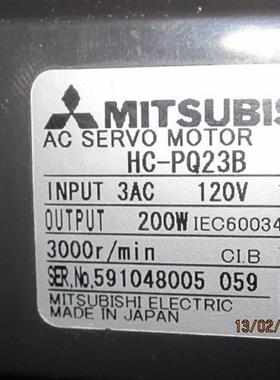 MITSUBIS
AC SERVO MOTOR
HC-PQ23B
INPUT 3AC 120V
OUTPUT 200W IEC60034
3000r/min CI.B
SER.No.591048005 059
MITSUBISHI ELECTRIC
MADE IN JAPAN
13/02/